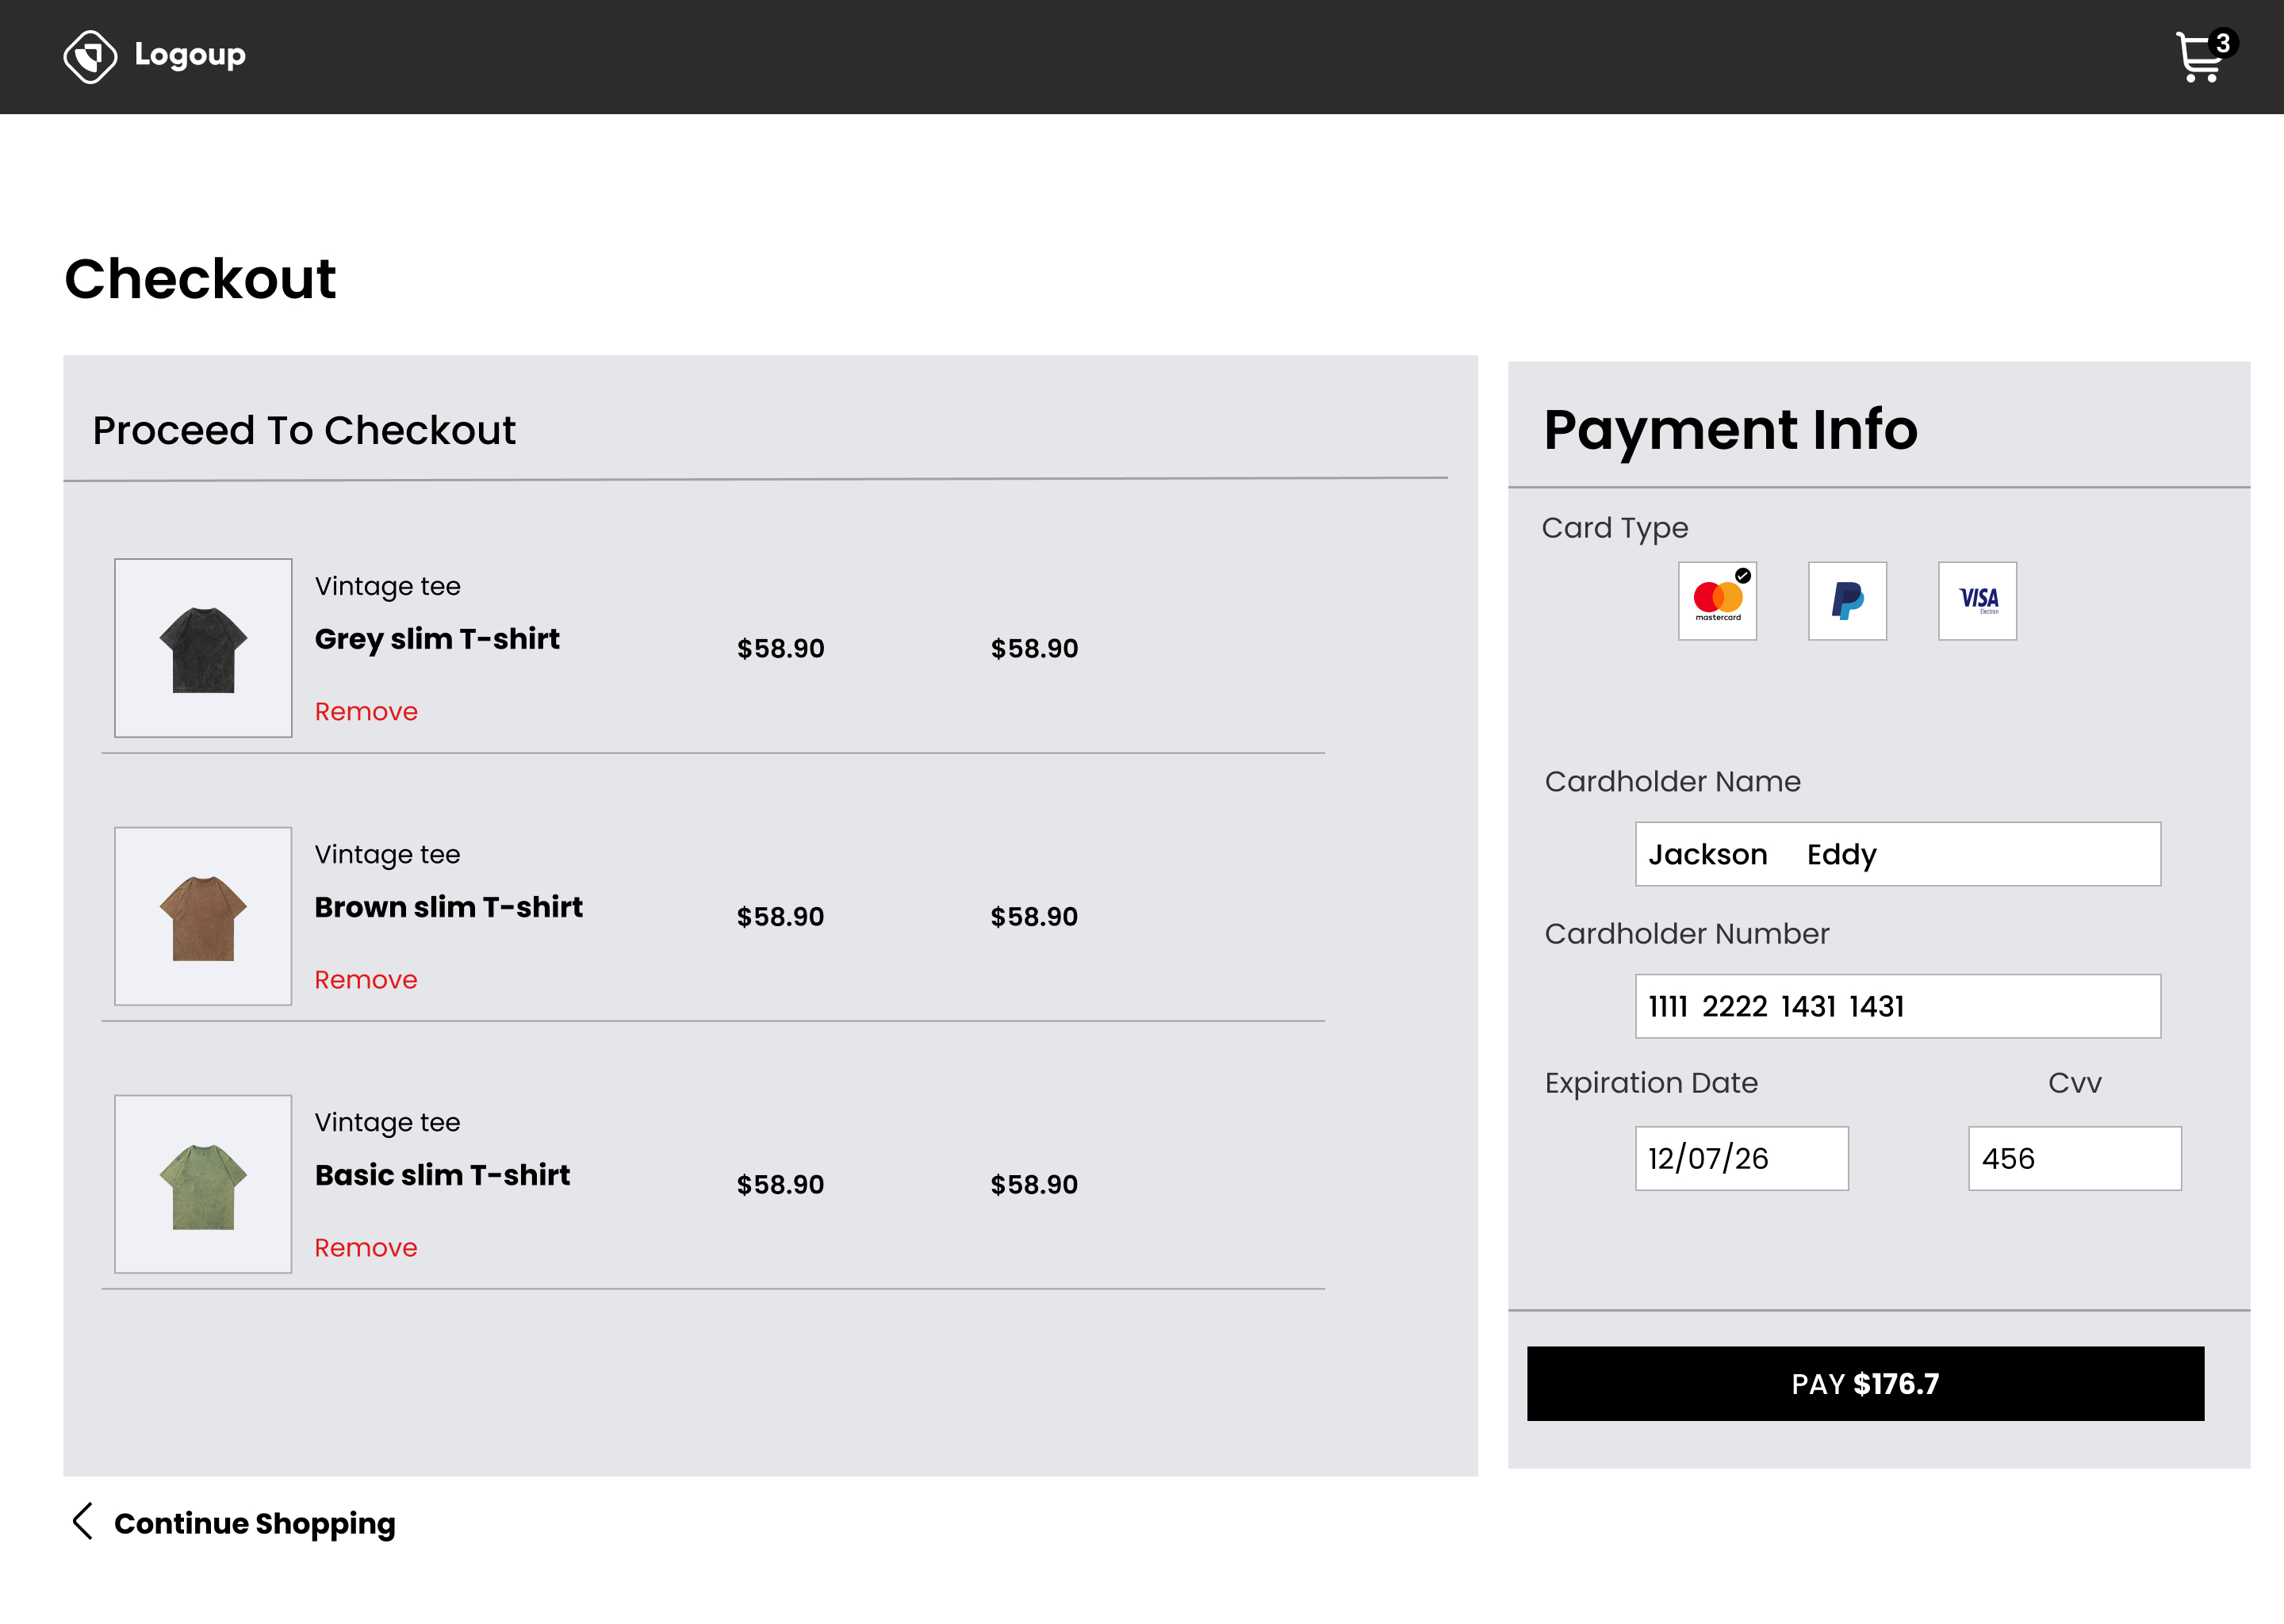 Logoup
3
Checkout
Proceed To Checkout
Vintage tee
Grey slim T-shirt
$58.90 $58.90
Remove
Vintage tee
Brown slim T-shirt
$58.90 $58.90
Remove
Vintage tee
Basic slim T-shirt
$58.90 $58.90
Remove
Continue Shopping
Payment Info
Card Type
mastercard
VISA
Electron
Cardholder Name
Jackson Eddy
Cardholder Number
1111 2222 1431 1431
Expiration Date Cvv
12/07/26 456
PAY $176.7